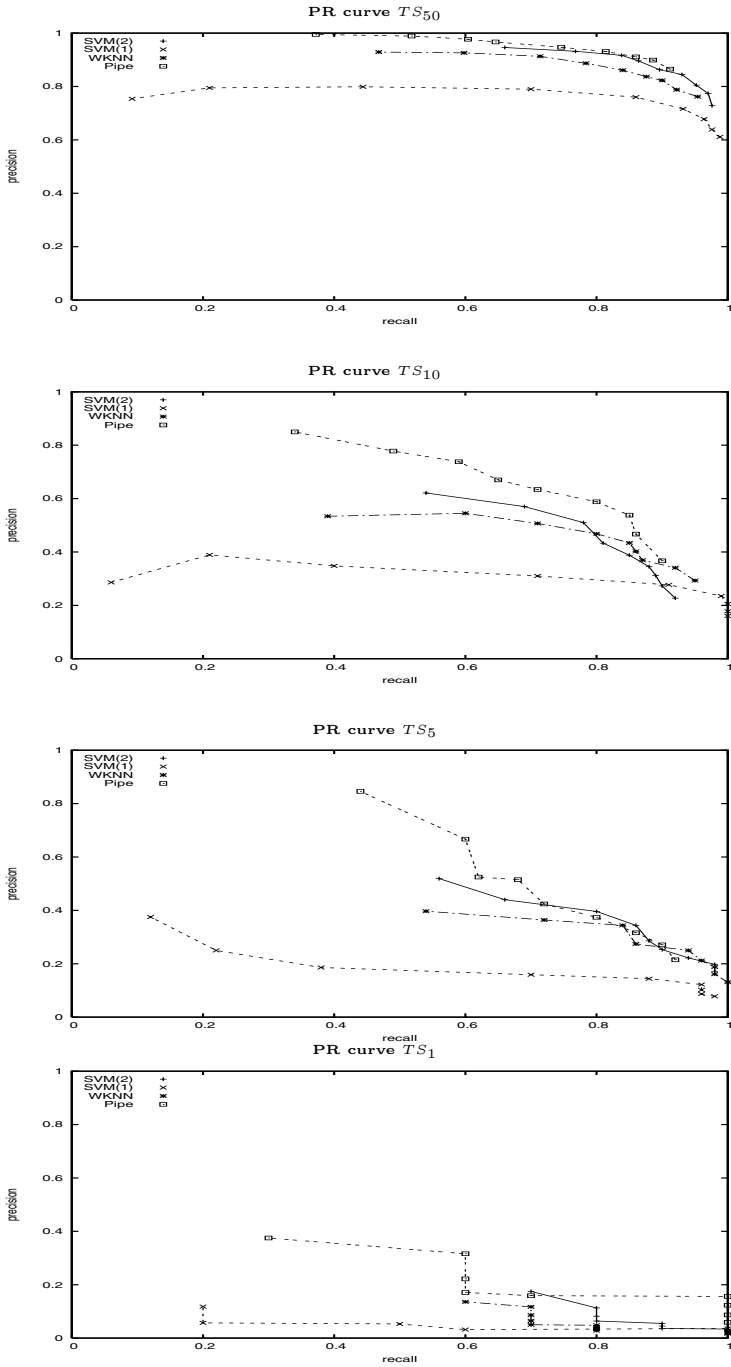 PR curve TS50
SVM(2)
SVM(1)
WKNN
Pipe
precision
1
0.8
0.6
0.4
0.2
0
0 0.2 0.4 0.6 0.8 1
recall
PR curve TS10
SVM(2)
SVM(1)
WKNN
Pipe
precision
1
0.8
0.6
0.4
0.2
0
0 0.2 0.4 0.6 0.8 1
recall
PR curve TS5
SVM(2)
SVM(1)
WKNN
Pipe
precision
1
0.8
0.6
0.4
0.2
0
0 0.2 0.4 0.6 0.8 1
recall
PR curve TS1
SVM(2)
SVM(1)
WKNN
Pipe
precision
1
0.8
0.6
0.4
0.2
0
0 0.2 0.4 0.6 0.8 1
recall